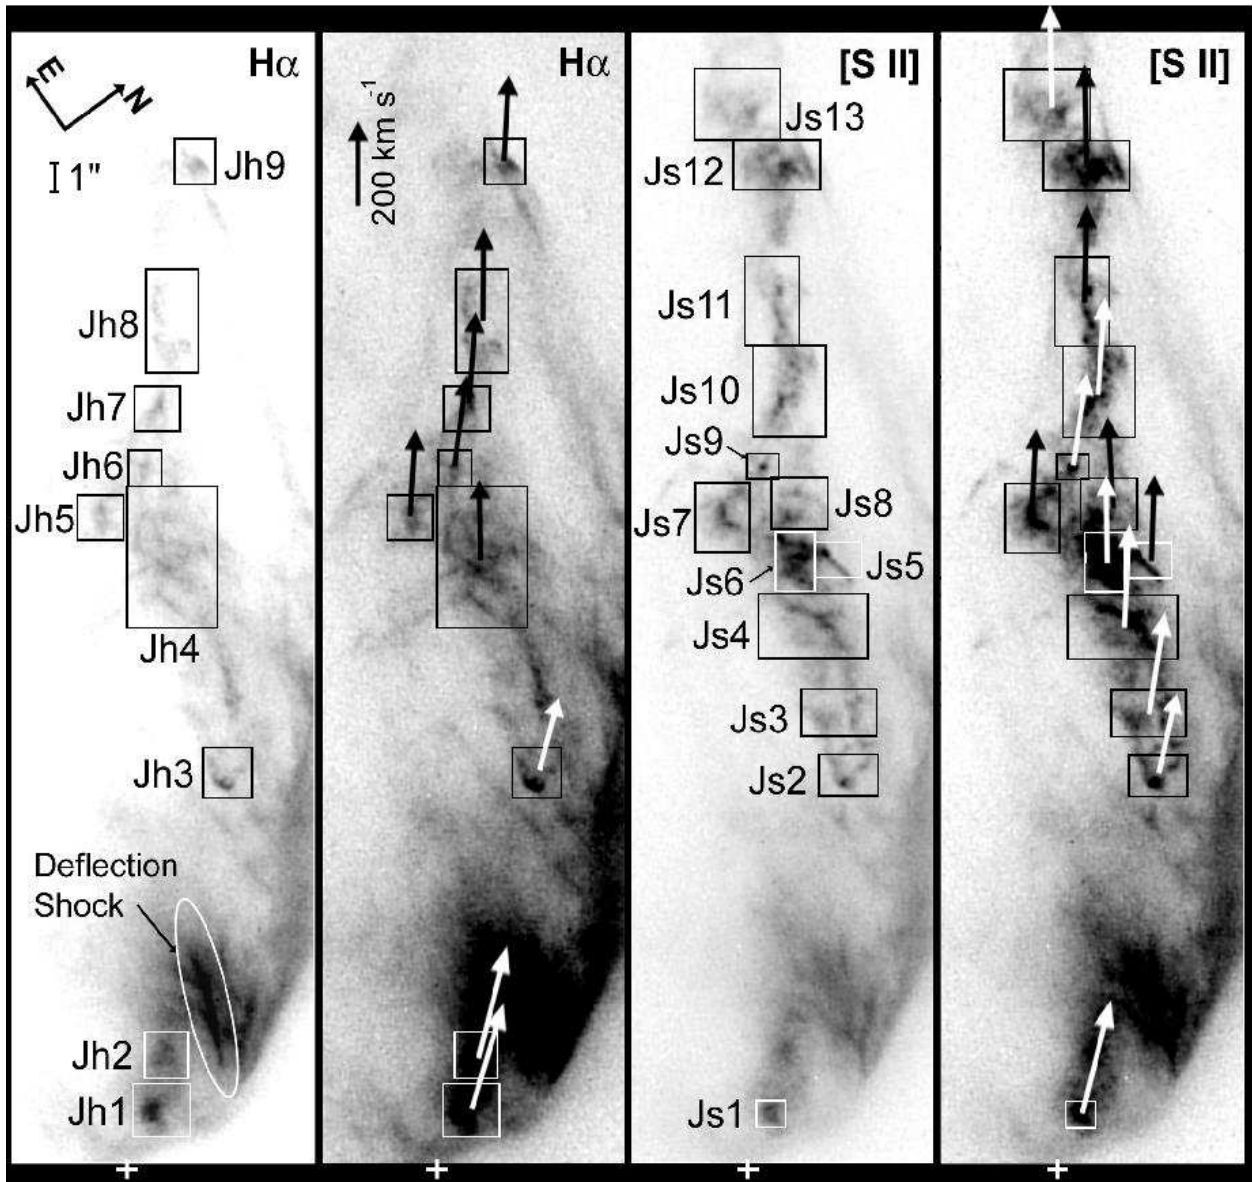 Hα
E
N
1"
Jh9
Jh8
Jh7
Jh6
Jh5
Jh4
Jh3
Deflection
Shock
Jh2
Jh1
Hα
200 km s⁻¹
[S II]
Js13
Js12
Js11
Js10
Js9
Js8
Js7
Js5
Js6
Js4
Js3
Js2
Js1
[S II]